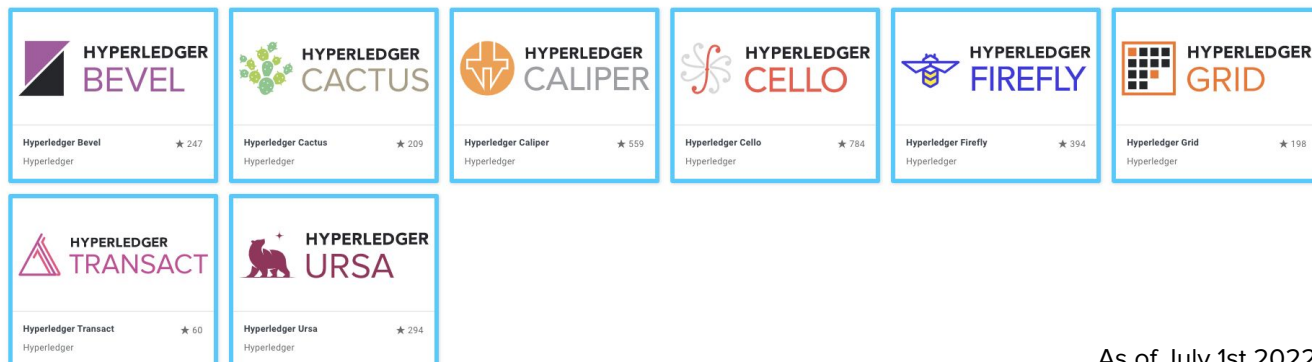 HYPERLEDGER
BEVEL
Hyperledger Bevel ★ 247
Hyperledger
HYPERLEDGER
CACTUS
Hyperledger Cactus ★ 209
Hyperledger
HYPERLEDGER
CALIPER
Hyperledger Caliper ★ 559
Hyperledger
HYPERLEDGER
CELLO
Hyperledger Cello ★ 784
Hyperledger
HYPERLEDGER
FIREFLY
Hyperledger Firefly ★ 394
Hyperledger
HYPERLEDGER
GRID
Hyperledger Grid ★ 198
Hyperledger
HYPERLEDGER
TRANSACT
Hyperledger Transact ★ 60
Hyperledger
HYPERLEDGER
URSA
Hyperledger Ursa ★ 294
Hyperledger
As of July 1st 2022